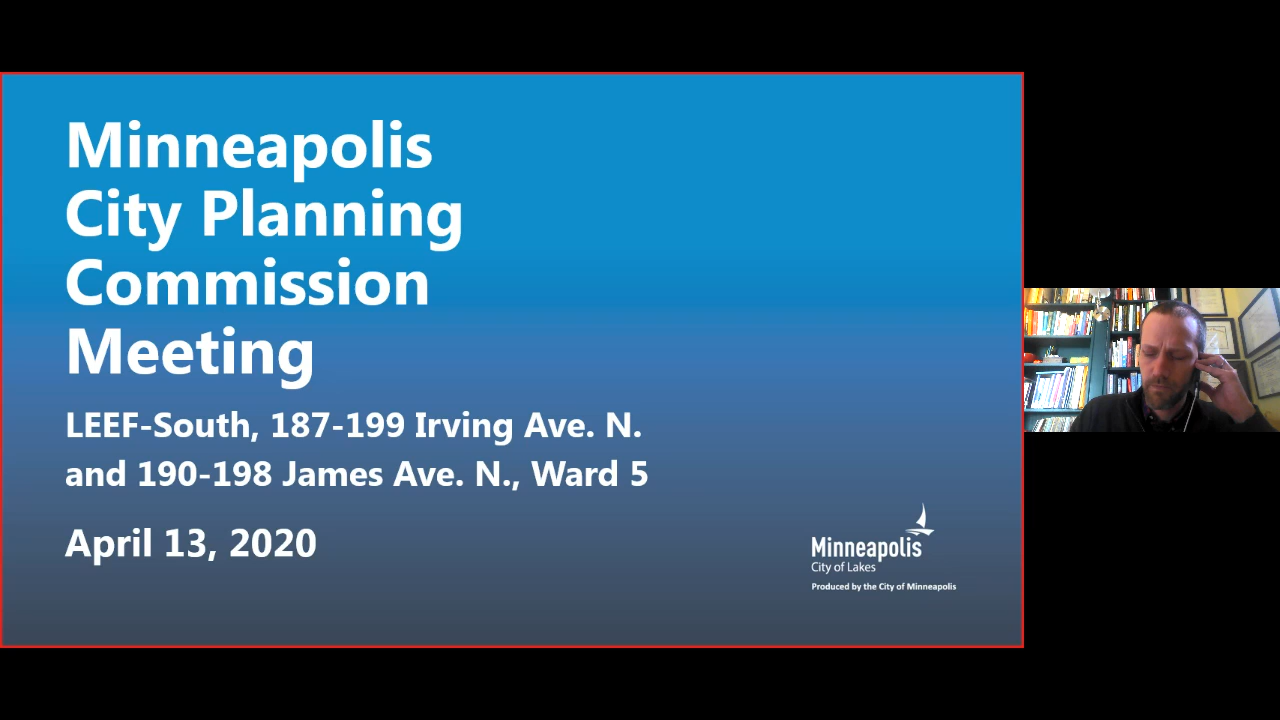 Minneapolis
City Planning
Commission
Meeting
LEEF-South, 187-199 Irving Ave. N.
and 190-198 James Ave. N., Ward 5
April 13, 2020
Minneapolis
City of Lakes
Produced by the City of Minneapolis